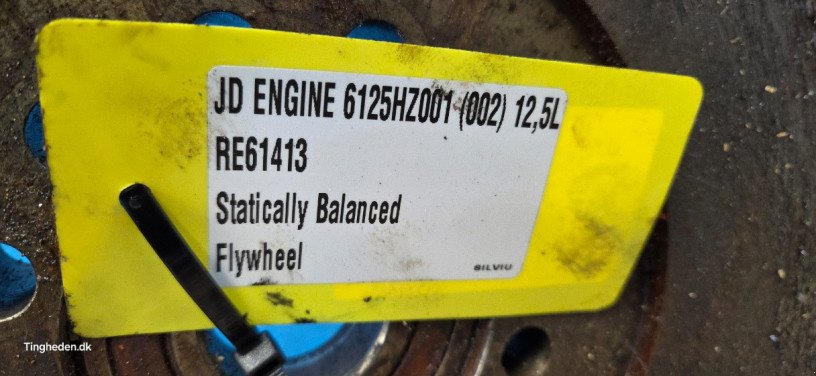 JD ENGINE 6125HZ001 (002) 12,5L
RE61413
Statically Balanced
Flywheel
SILVIU
Tingheden.dk